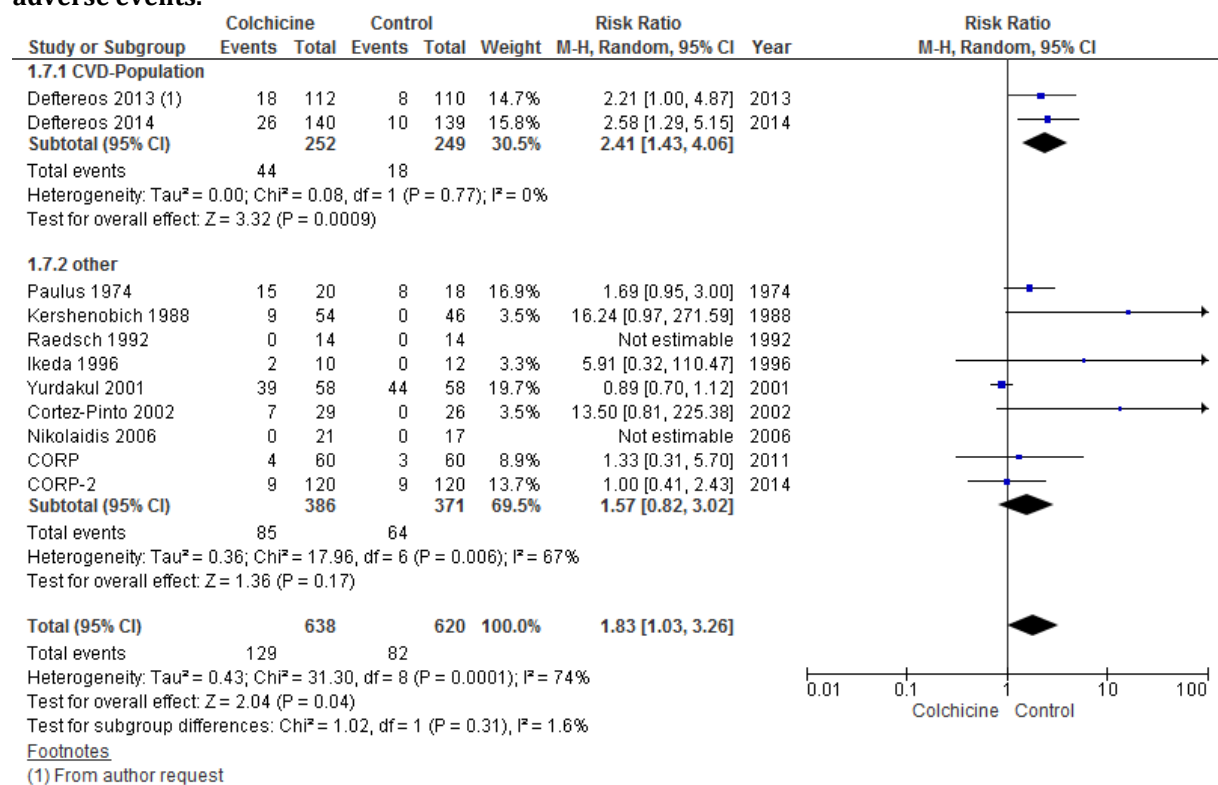 adverse events.
Colchicine Control Risk Ratio Risk Ratio
Study or Subgroup Events Total Events Total Weight M-H, Random, 95% CI Year M-H, Random, 95% CI
1.7.1 CVD-Population
Deftereos 2013 (1) 18 112 8 110 14.7% 2.21 [1.00, 4.87] 2013
Deftereos 2014 26 140 10 139 15.8% 2.58 [1.29, 5.15] 2014
Subtotal (95% CI) 252 249 30.5% 2.41 [1.43, 4.06]
Total events 44 18
Heterogeneity: Tau² = 0.00; Chi² = 0.08, df = 1 (P = 0.77); I² = 0%
Test for overall effect: Z = 3.32 (P = 0.0009)
1.7.2 other
Paulus 1974 15 20 8 18 16.9% 1.69 [0.95, 3.00] 1974
Kershenobich 1988 9 54 0 46 3.5% 16.24 [0.97, 271.59] 1988
Raedsch 1992 0 14 0 14 Not estimable 1992
Ikeda 1996 2 10 0 12 3.3% 5.91 [0.32, 110.47] 1996
Yurdakul 2001 39 58 44 58 19.7% 0.89 [0.70, 1.12] 2001
Cortez-Pinto 2002 7 29 0 26 3.5% 13.50 [0.81, 225.38] 2002
Nikolaidis 2006 0 21 0 17 Not estimable 2006
CORP 4 60 3 60 8.9% 1.33 [0.31, 5.70] 2011
CORP-2 9 120 9 120 13.7% 1.00 [0.41, 2.43] 2014
Subtotal (95% CI) 386 371 69.5% 1.57 [0.82, 3.02]
Total events 85 64
Heterogeneity: Tau² = 0.36; Chi² = 17.96, df = 6 (P = 0.006); I² = 67%
Test for overall effect: Z = 1.36 (P = 0.17)
Total (95% CI) 638 620 100.0% 1.83 [1.03, 3.26]
Total events 129 82
Heterogeneity: Tau² = 0.43; Chi² = 31.30, df = 8 (P = 0.0001); I² = 74%
Test for overall effect: Z = 2.04 (P = 0.04)
Test for subgroup differences: Chi² = 1.02, df = 1 (P = 0.31), I² = 1.6%
0.01 0.1 1 10 100
Colchicine Control
Footnotes
(1) From author request